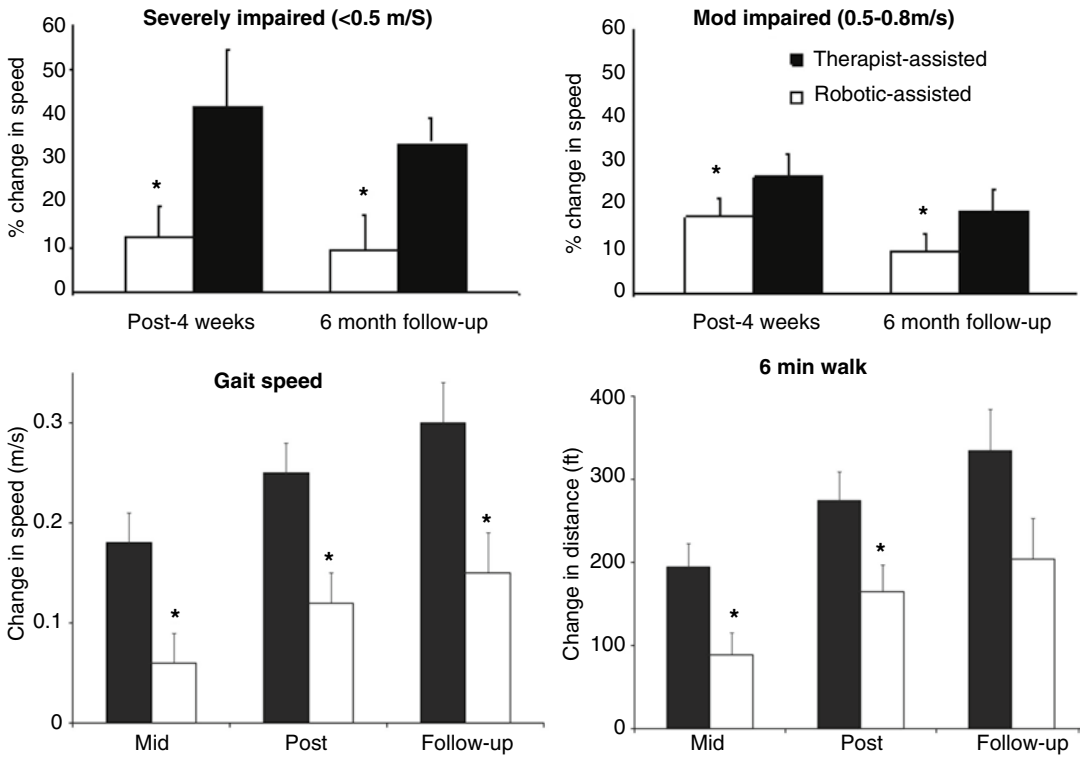 Severely impaired (<0.5 m/S)
% change in speed
60
50
40
30
20
10
0
*
*
Post-4 weeks
6 month follow-up
Mod impaired (0.5-0.8m/s)
Therapist-assisted
Robotic-assisted
% change in speed
60
50
40
30
20
10
0
*
*
Post-4 weeks
6 month follow-up
Gait speed
Change in speed (m/s)
0.3
0.2
0.1
0
*
*
*
Mid
Post
Follow-up
6 min walk
Change in distance (ft)
400
300
200
100
0
*
*
Mid
Post
Follow-up